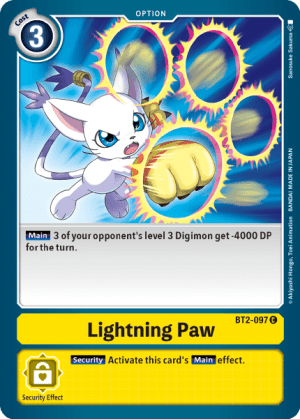 Cost
3
OPTION
Sunosuke Sakuma
Main 3 of your opponent's level 3 Digimon get -4000 DP
for the turn.
©Akiyoshi Hongo, Toei Animation BANDAI MADE IN JAPAN
BT2-097 C
Lightning Paw
Security Activate this card's Main effect.
Security Effect